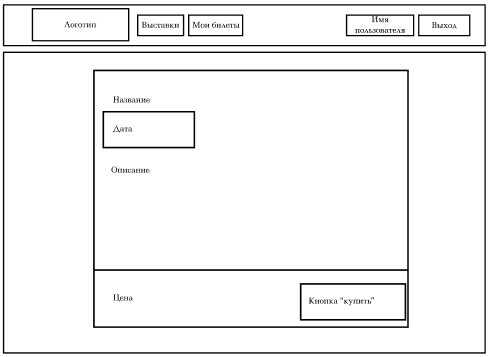 Логотип
Выставки
Мои билеты
Имя
пользователя
Выход
Название
Дата
Описание
Цена
Кнопка “купить”